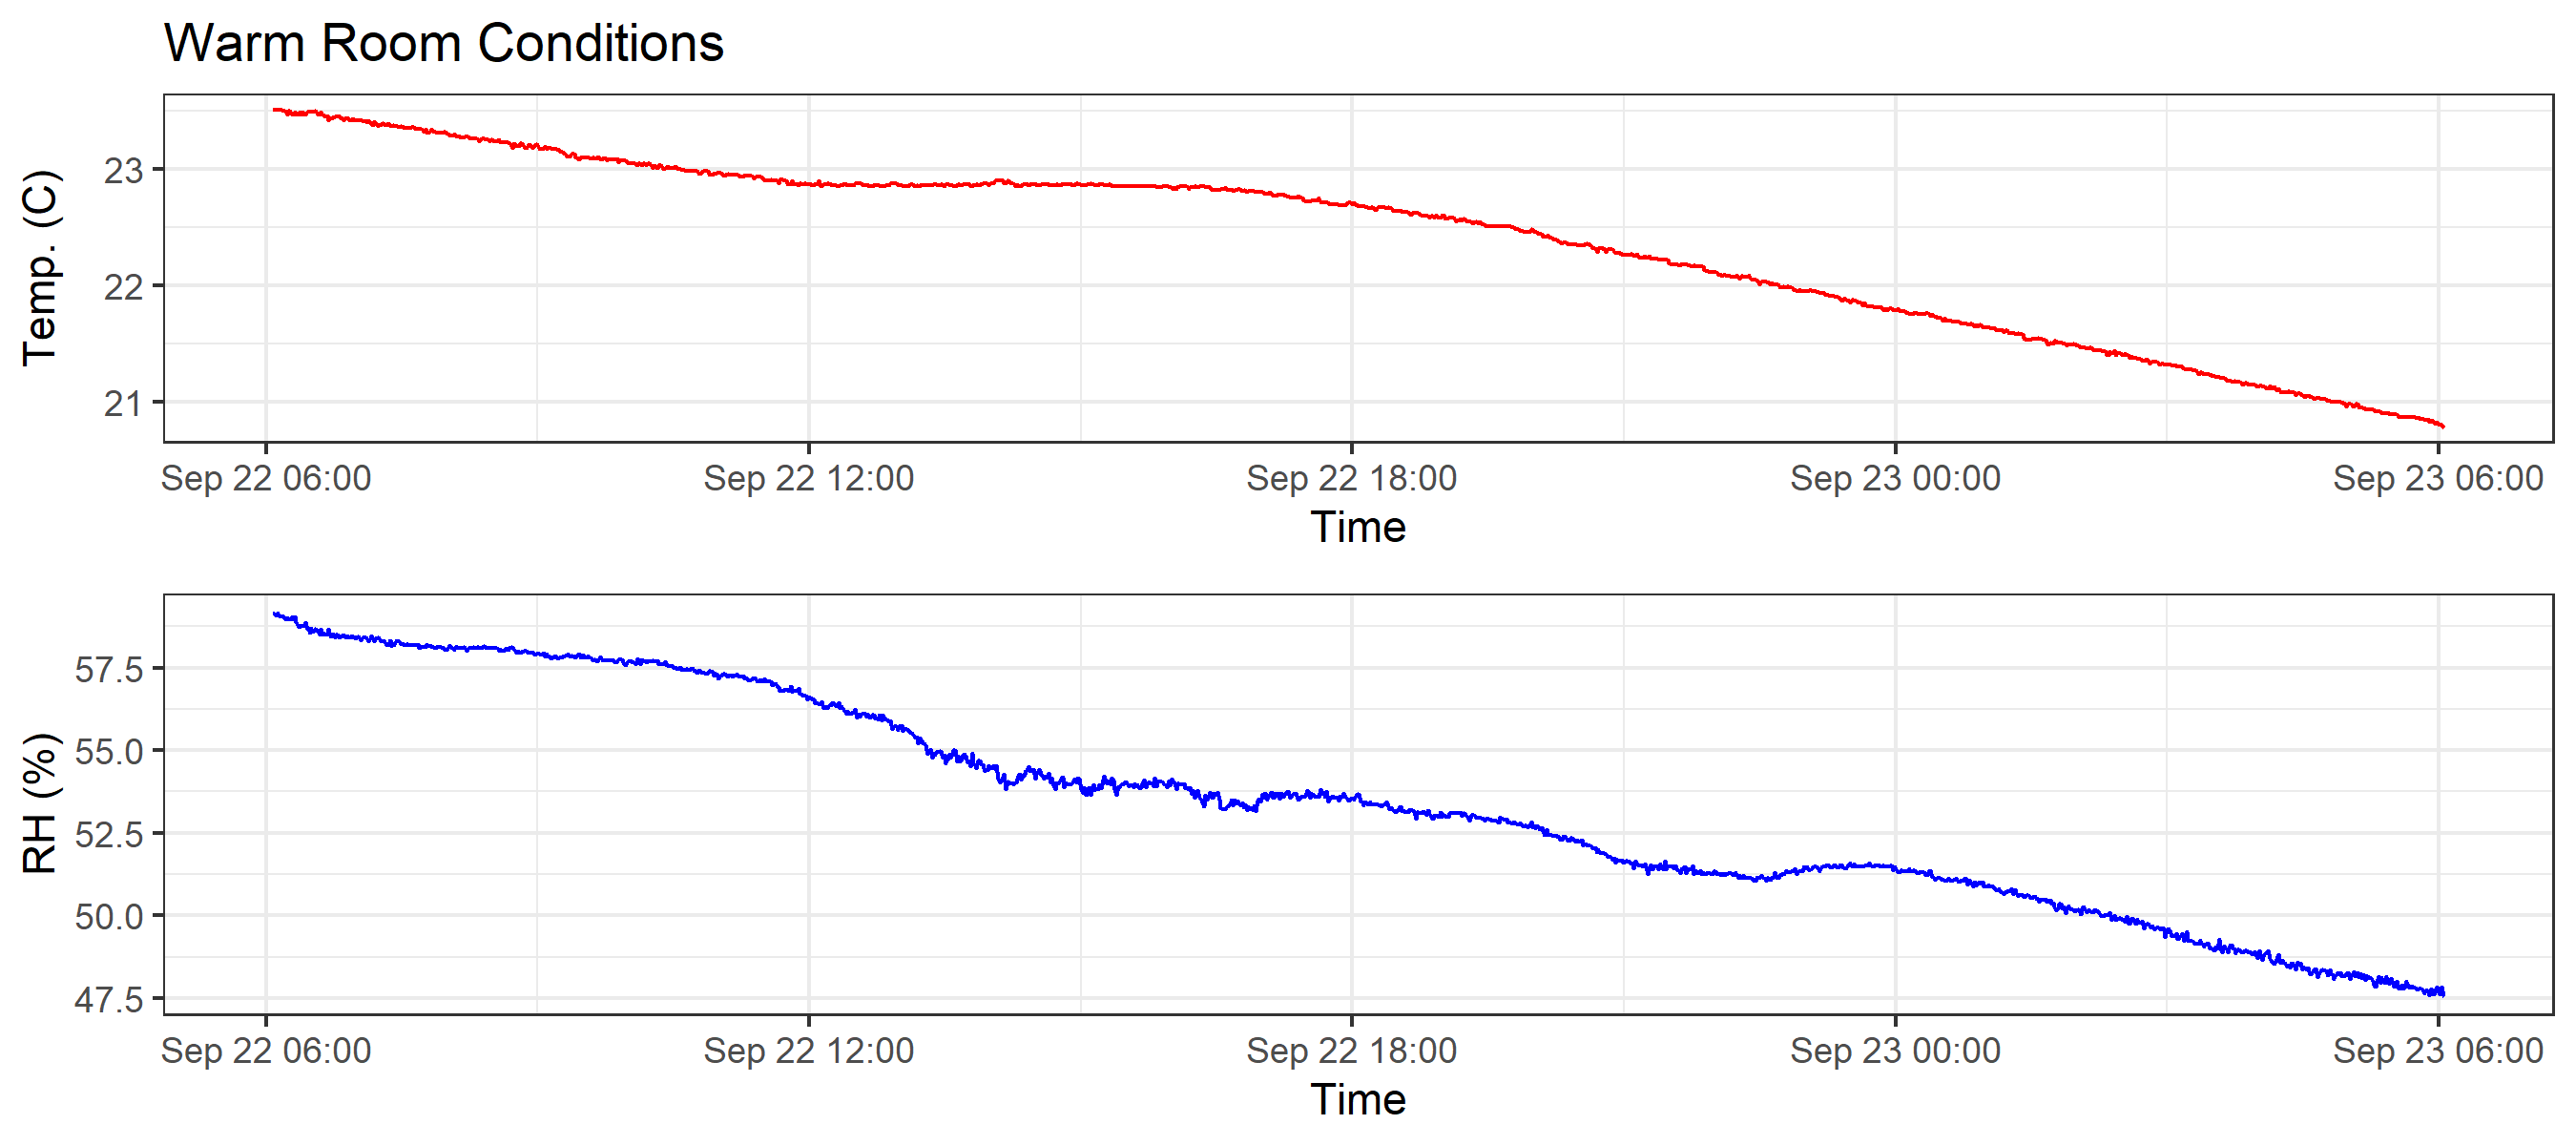 Warm Room Conditions
Temp. (C)
23
22
21
Sep 22 06:00 Sep 22 12:00 Sep 22 18:00 Sep 23 00:00 Sep 23 06:00
Time
RH (%)
57.5
55.0
52.5
50.0
47.5
Sep 22 06:00 Sep 22 12:00 Sep 22 18:00 Sep 23 00:00 Sep 23 06:00
Time